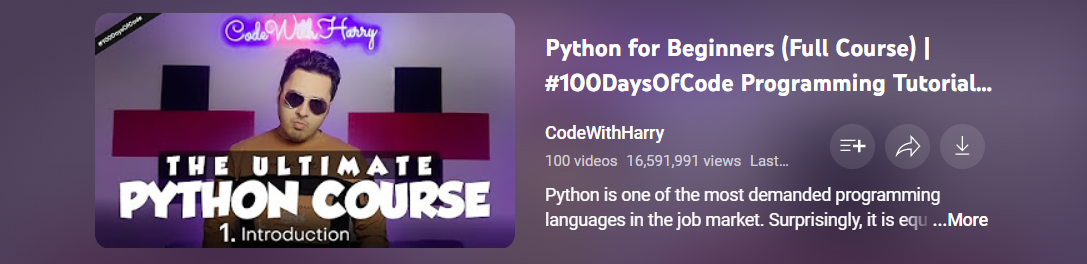 #100DaysOfCode
CodeWithHarry
THE ULTIMATE
PYTHON COURSE
1. Introduction
Python for Beginners (Full Course) |
#100DaysOfCode Programming Tutorial...
CodeWithHarry
100 videos 16,591,991 views Last...
Python is one of the most demanded programming
languages in the job market. Surprisingly, it is equ ...More